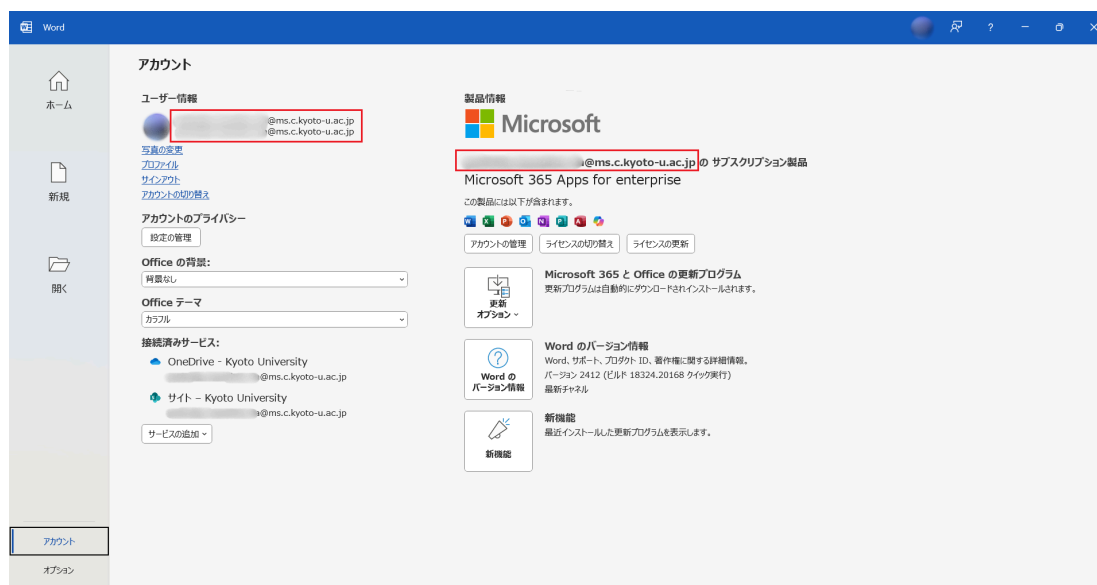 Word
?
ホーム
新規
開く
アカウント
オプション
アカウント
ユーザー情報
@ms.c.kyoto-u.ac.jp
@ms.c.kyoto-u.ac.jp
写真の変更
プロファイル
サインアウト
アカウントの切り替え
アカウントのプライバシー
設定の管理
Office の背景:
背景なし
Office テーマ
カラフル
接続済みサービス:
OneDrive - Kyoto University
@ms.c.kyoto-u.ac.jp
サイト – Kyoto University
@ms.c.kyoto-u.ac.jp
サービスの追加
製品情報
Microsoft
@ms.c.kyoto-u.ac.jp の サブスクリプション製品
Microsoft 365 Apps for enterprise
この製品には以下が含まれます。
アカウントの管理
ライセンスの切り替え
ライセンスの更新
更新
オプション
Microsoft 365 と Office の更新プログラム
更新プログラムは自動的にダウンロードされインストールされます。
Word の
バージョン情報
Word のバージョン情報
Word、サポート、プロダクト ID、著作権に関する詳細情報。
バージョン 2412 (ビルド 18324.20168 クイック実行)
最新チャネル
新機能
新機能
最近インストールした更新プログラムを表示します。